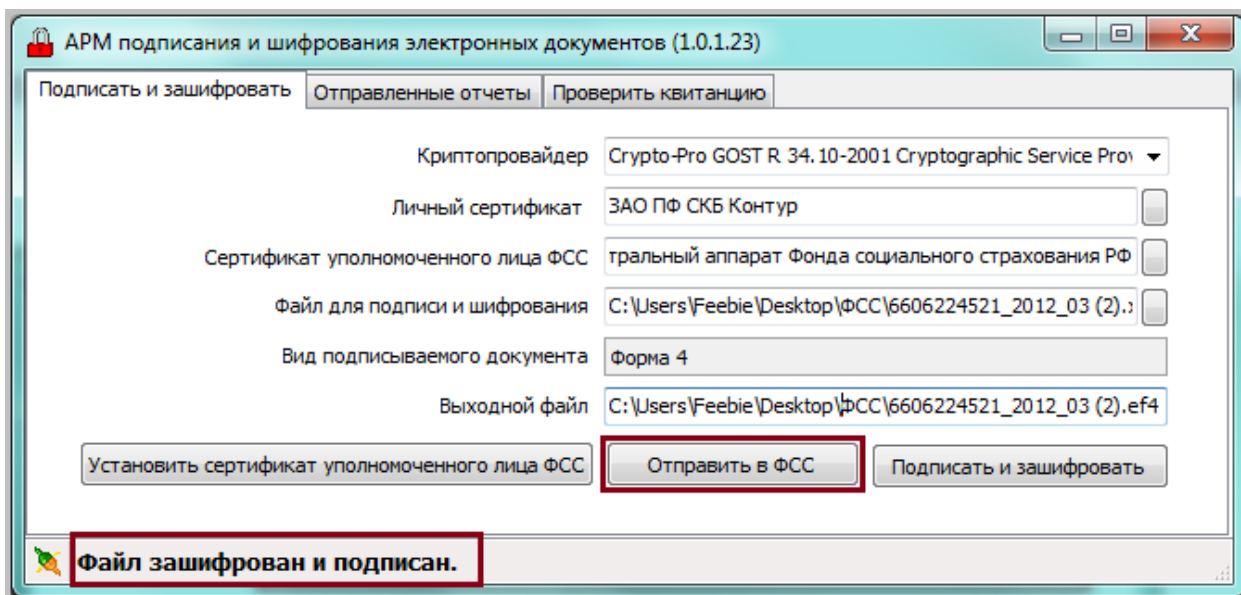 АРМ подписания и шифрования электронных документов (1.0.1.23)
Подписать и зашифровать Отправленные отчеты Проверить квитанцию
Криптопровайдер Crypto-Pro GOST R 34.10-2001 Cryptographic Service
Личный сертификат ЗАО ПФ СКБ Контур
Сертификат уполномоченного лица ФСС тральный аппарат Фонда социального страхования РФ
Файл для подписи и шифрования C:\Users\Feebie\Desktop\ФСС\6606224521_2012_03 (2).
Вид подписываемого документа Форма 4
Выходной файл C:\Users\Feebie\Desktop\ФСС\6606224521_2012_03 (2).ef4
Установить сертификат уполномоченного лица ФСС Отправить в ФСС Подписать и зашифровать
Файл зашифрован и подписан.